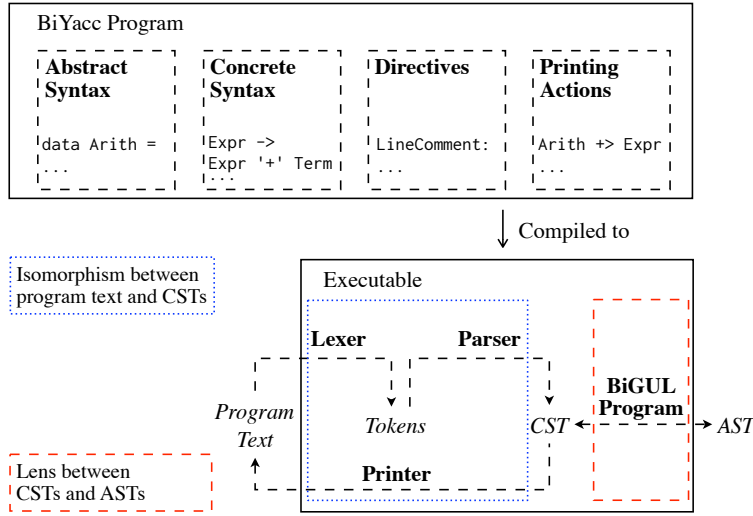 BiYacc Program
Abstract
Syntax
data Arith =
...
Concrete
Syntax
Expr ->
Expr '+' Term
...
Directives
LineComment:
...
Printing
Actions
Arith +> Expr
...
Compiled to
Isomorphism between
program text and CSTs
Executable
Lexer
Parser
BiGUL
Program
Program
Text
Tokens
CST
AST
Printer
Lens between
CSTs and ASTs